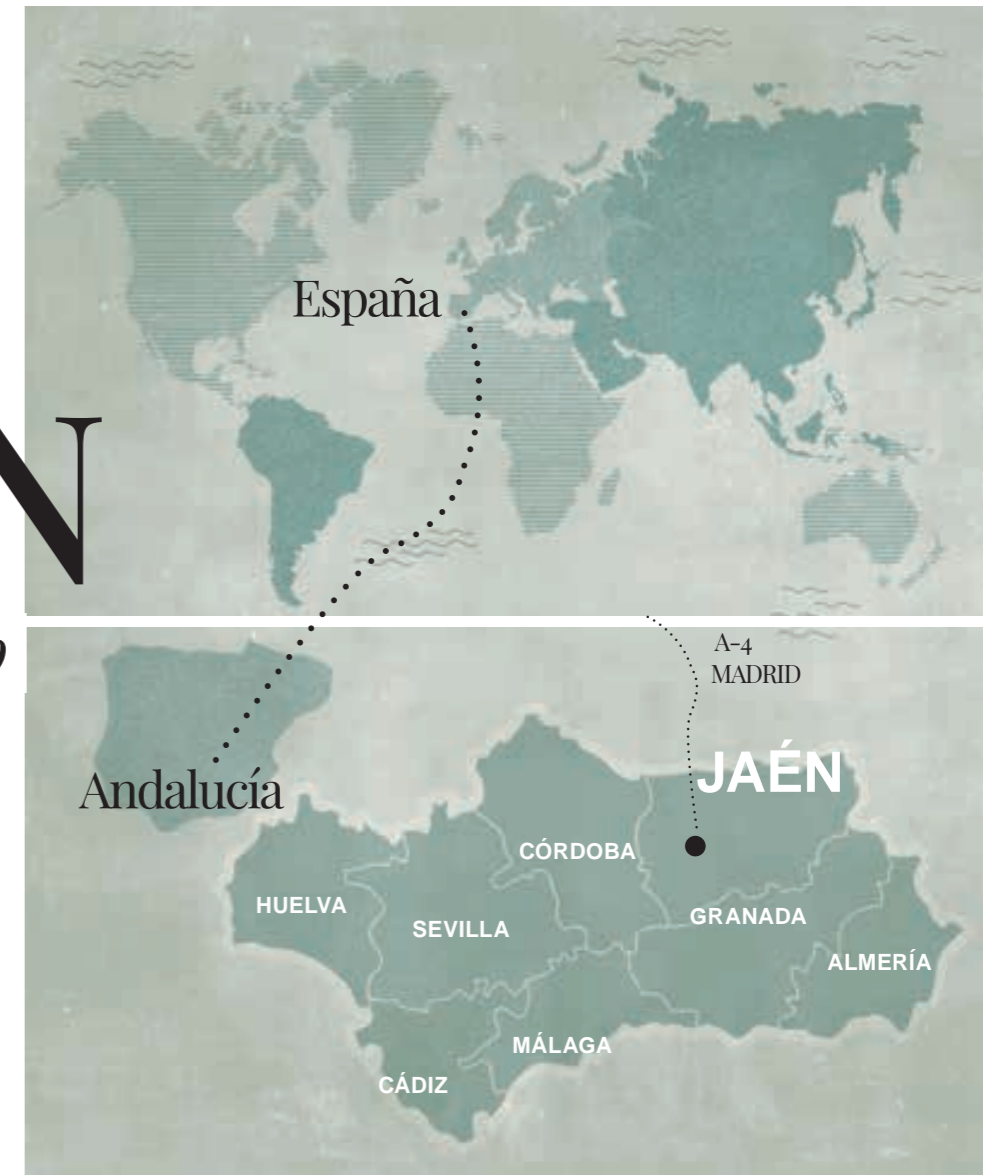 España
N
A-4
MADRID
JAÉN
Andalucía
CÓRDOBA
HUELVA
SEVILLA
GRANADA
ALMERÍA
MÁLAGA
CÁDIZ